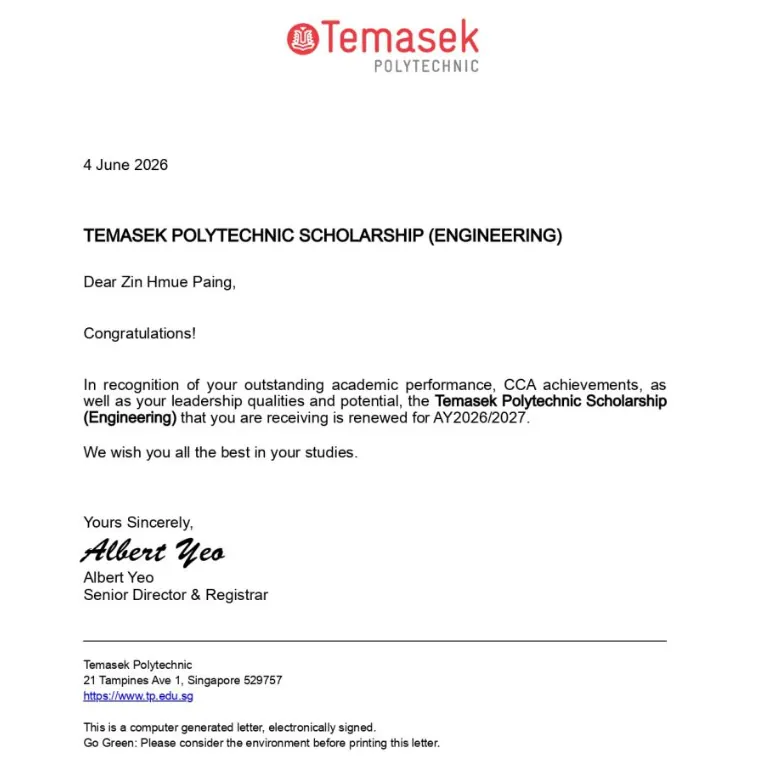 Temasek
POLYTECHNIC
4 June 2026
TEMASEK POLYTECHNIC SCHOLARSHIP (ENGINEERING)
Dear Zin Hmue Paing,
Congratulations!
In recognition of your outstanding academic performance, CCA achievements, as
well as your leadership qualities and potential, the Temasek Polytechnic Scholarship
(Engineering) that you are receiving is renewed for AY2026/2027.
We wish you all the best in your studies.
Yours Sincerely,
Albert Yeo
Albert Yeo
Senior Director & Registrar
Temasek Polytechnic
21 Tampines Ave 1, Singapore 529757
https://www.tp.edu.sg
This is a computer generated letter, electronically signed.
Go Green: Please consider the environment before printing this letter.